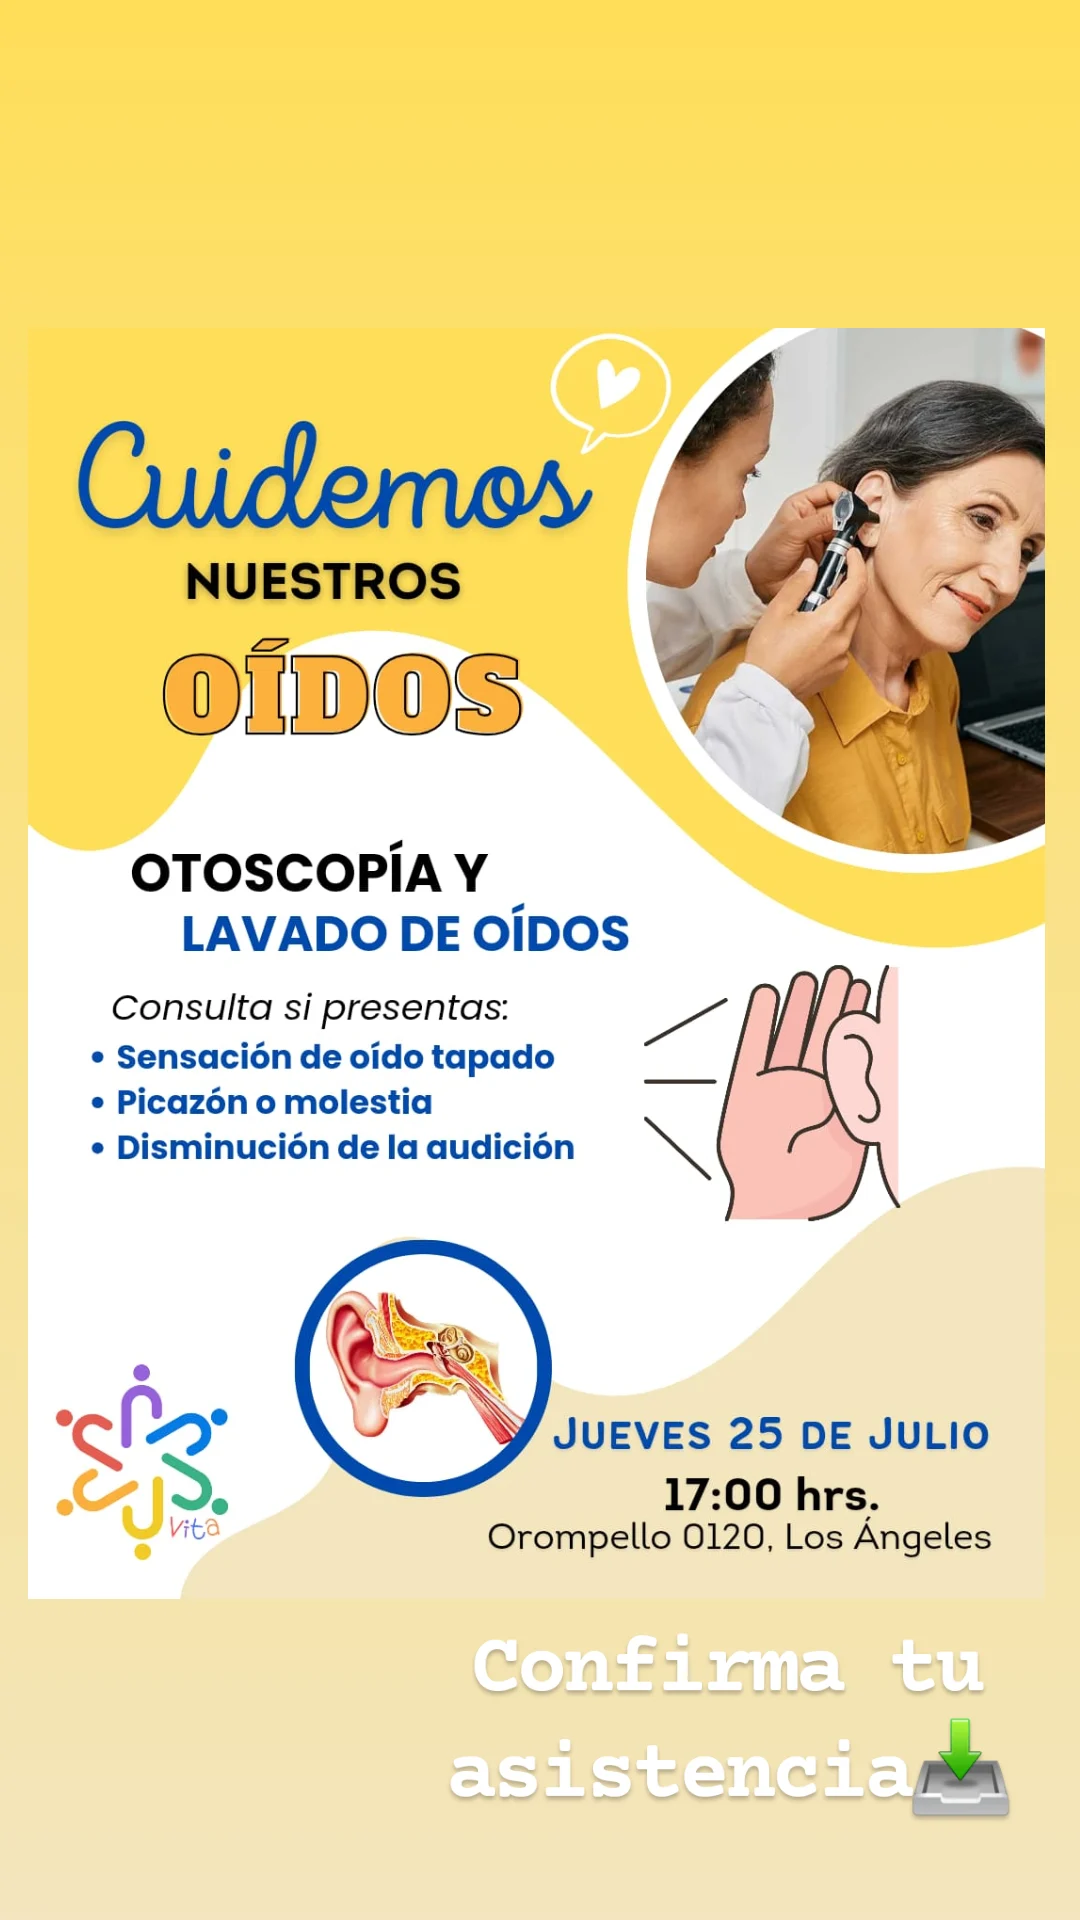 Cuidemos
NUESTROS
OÍDOS
OTOSCOPÍA Y
LAVADO DE OÍDOS
Consulta si presentas:
• Sensación de oído tapado
• Picazón o molestia
• Disminución de la audición
Vita
JUEVES 25 DE JULIO
17:00 hrs.
Orompello 0120, Los Ángeles
Confirma tu
asistencia